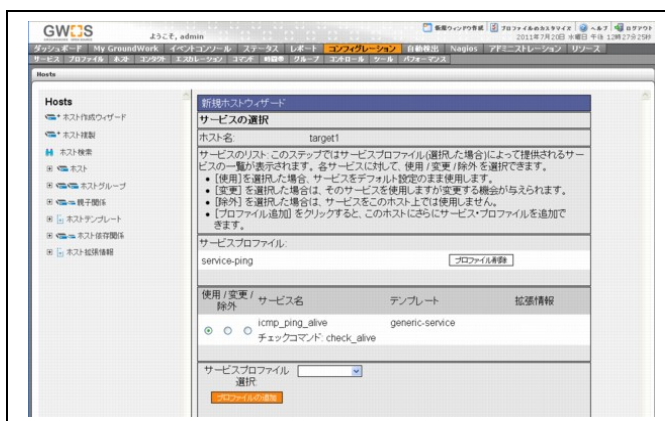 GWOS
ようこそ, admin
新規ウィンドウ作成 プロファイルのカスタマイズ ヘルプ ログアウト
2011年7月20日 水曜日 午後 12時27分25秒
ダッシュボード My GroundWork イベントコンソール ステータス レポート コンフィグレーション 自動検出 Nagios アドミニストレーション リソース
サービス プロファイル ホスト コンタクト エスカレーション コマンド 時間帯 グループ コントロール ツール パフォーマンス
Hosts
Hosts
ホスト作成ウィザード
ホスト複製
ホスト検索
ホスト
ホストグループ
親子関係
ホストテンプレート
ホスト依存関係
ホスト拡張情報
新規ホストウィザード
サービスの選択
ホスト名: target1
サービスのリスト: このステップではサービスプロファイル(選択した場合)によって提供されるサー
ビスの一覧が表示されます。各サービスに対して、使用 /変更 /除外 を選択できます。
• [使用]を選択した場合、サービスをデフォルト設定のまま使用します。
• [変更] を選択した場合は、そのサービスを使用しますが変更する機会が与えられます。
• [除外] を選択した場合は、サービスをこのホスト上では使用しません。
• [プロファイル追加] をクリックすると、このホストにさらにサービス・プロファイルを追加で
きます。
サービスプロファイル:
service-ping プロファイル削除
使用 / 変更 /
除外 サービス名 テンプレート 拡張情報
icmp_ping_alive generic-service
チェックコマンド: check_alive
サービスプロファイル
選択:
プロファイルの追加